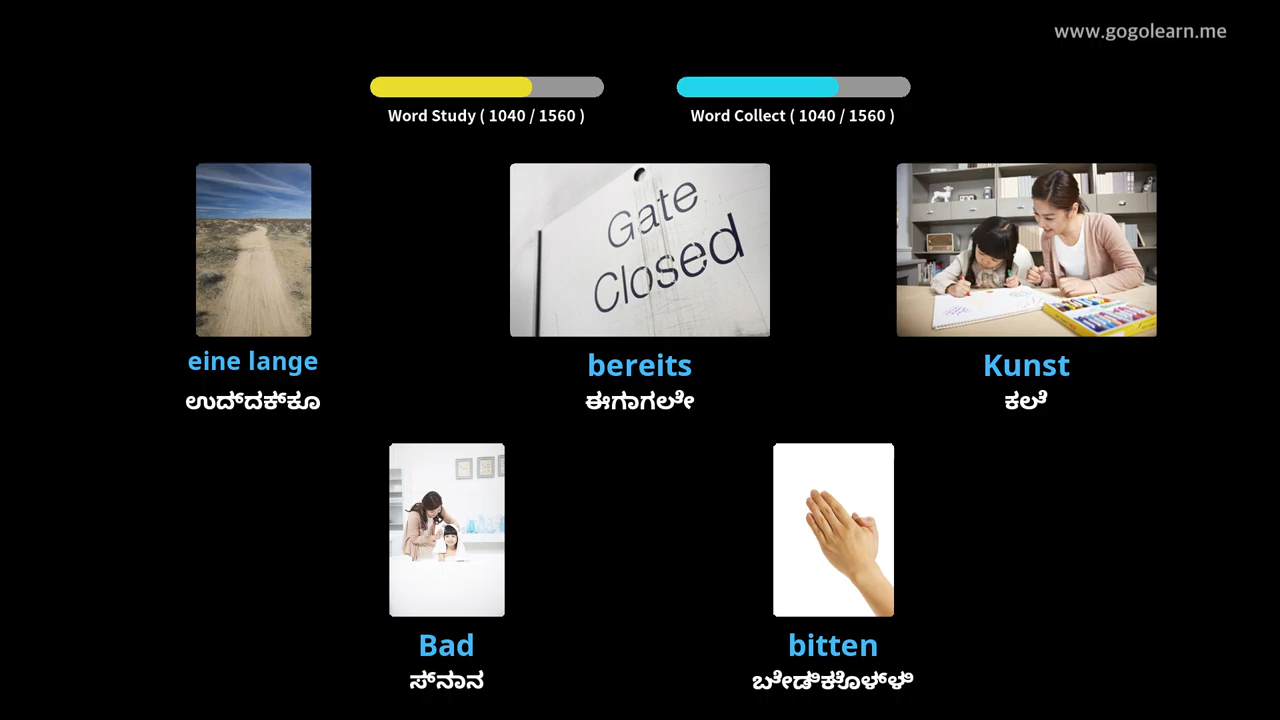 www.gogolearn.me
Word Study ( 1040 / 1560 )
Word Collect ( 1040 / 1560 )
Gate
Closed
eine lange
ಉದ್ದಕ್ಕೂ
bereits
ಈಗಾಗಲೇ
Kunst
ಕಲೆ
Bad
ಸ್ನಾನ
bitten
ಬೇಡಿಕೊಳ್ಳಿ